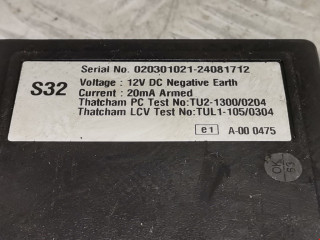 Serial No. 020301021-24081712
S32
Voltage : 12V DC Negative Earth
Current : 20mA Armed
Thatcham PC Test No:TU2-1300/0204
Thatcham LCV Test No:TUL1-105/0304
e1 A-00 0475
OK